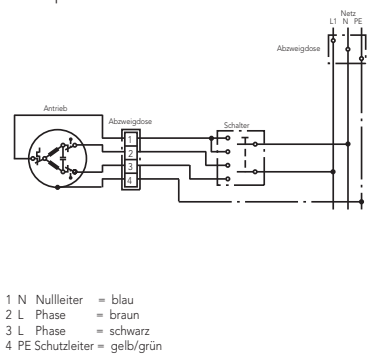 Netz
L1 N PE
Abzweigdose
Antrieb
Abzweigdose
Schalter
1
2
3
4
1 N Nullleiter = blau
2 L Phase = braun
3 L Phase = schwarz
4 PE Schutzleiter = gelb/grün